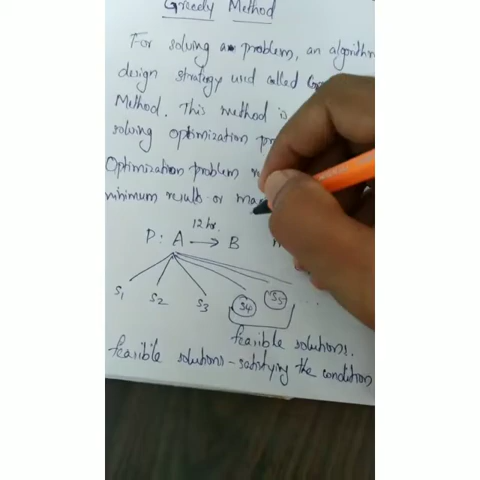 Greedy Method
For solving a problem, an algorithm
design strategy used called
Method. This method is
solving optimization
Optimization problem
minimum results or
12 hr.
P: A → B
S1 S2 S3 S4 S5 ...
feasible solutions.
feasible solutions - satisfying the condition